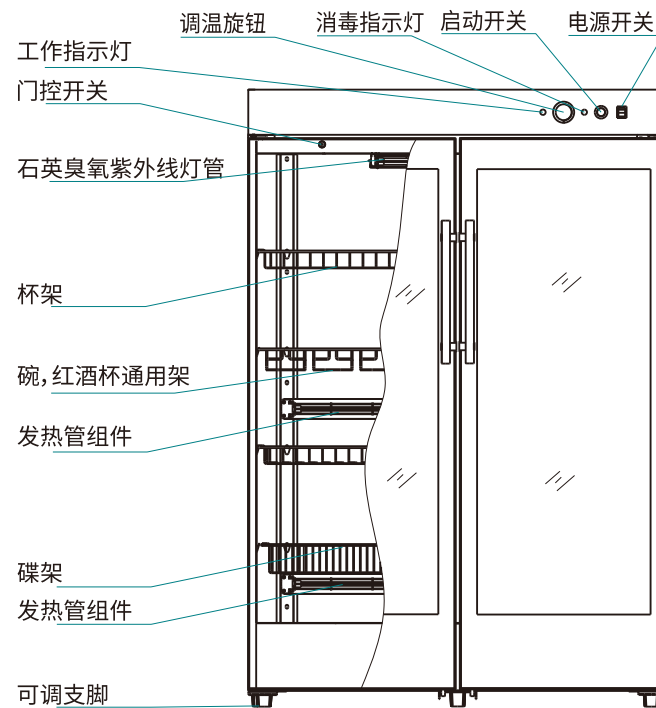 调温旋钮
消毒指示灯
启动开关
电源开关
工作指示灯
门控开关
石英臭氧紫外线灯管
杯架
碗，红酒杯通用架
发热管组件
碟架
发热管组件
可调支脚